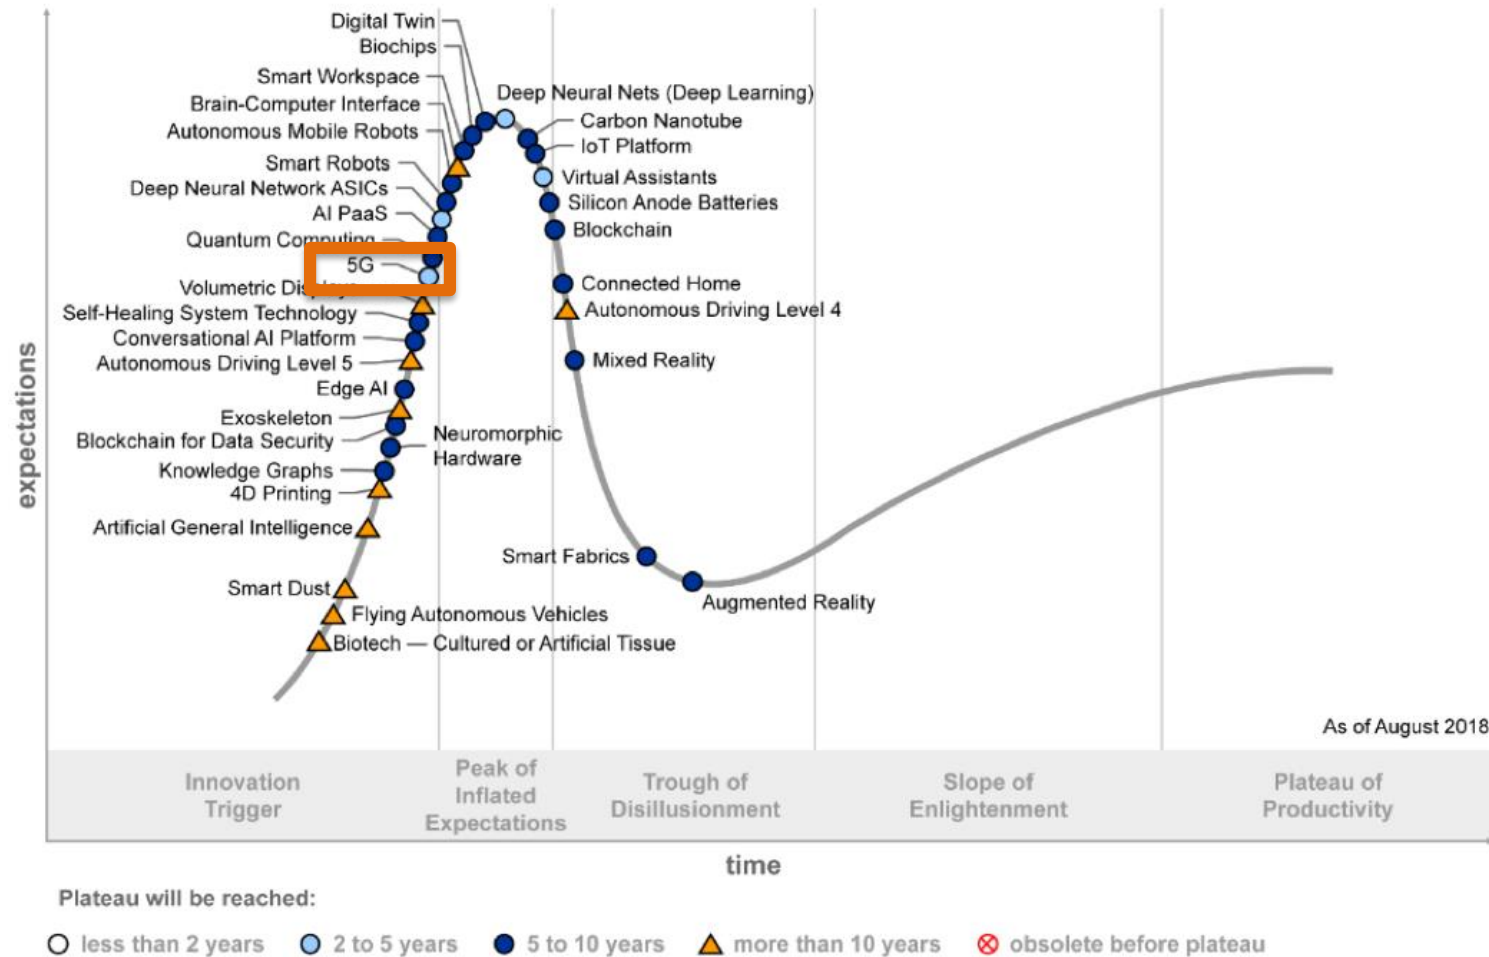 Digital Twin
Biochips
Smart Workspace
Brain-Computer Interface
Autonomous Mobile Robots
Smart Robots
Deep Neural Network ASICs
AI PaaS
Quantum Computing
5G
Volumetric Displays
Self-Healing System Technology
Conversational AI Platform
Autonomous Driving Level 5
Edge AI
Exoskeleton
Blockchain for Data Security
Neuromorphic
Hardware
Knowledge Graphs
4D Printing
Artificial General Intelligence
Smart Dust
Flying Autonomous Vehicles
Biotech — Cultured or Artificial Tissue
Deep Neural Nets (Deep Learning)
Carbon Nanotube
IoT Platform
Virtual Assistants
Silicon Anode Batteries
Blockchain
Connected Home
Autonomous Driving Level 4
Mixed Reality
Smart Fabrics
Augmented Reality
expectations
As of August 2018
Innovation
Trigger
Peak of
Inflated
Expectations
Trough of
Disillusionment
Slope of
Enlightenment
Plateau of
Productivity
time
Plateau will be reached:
less than 2 years
2 to 5 years
5 to 10 years
more than 10 years
obsolete before plateau